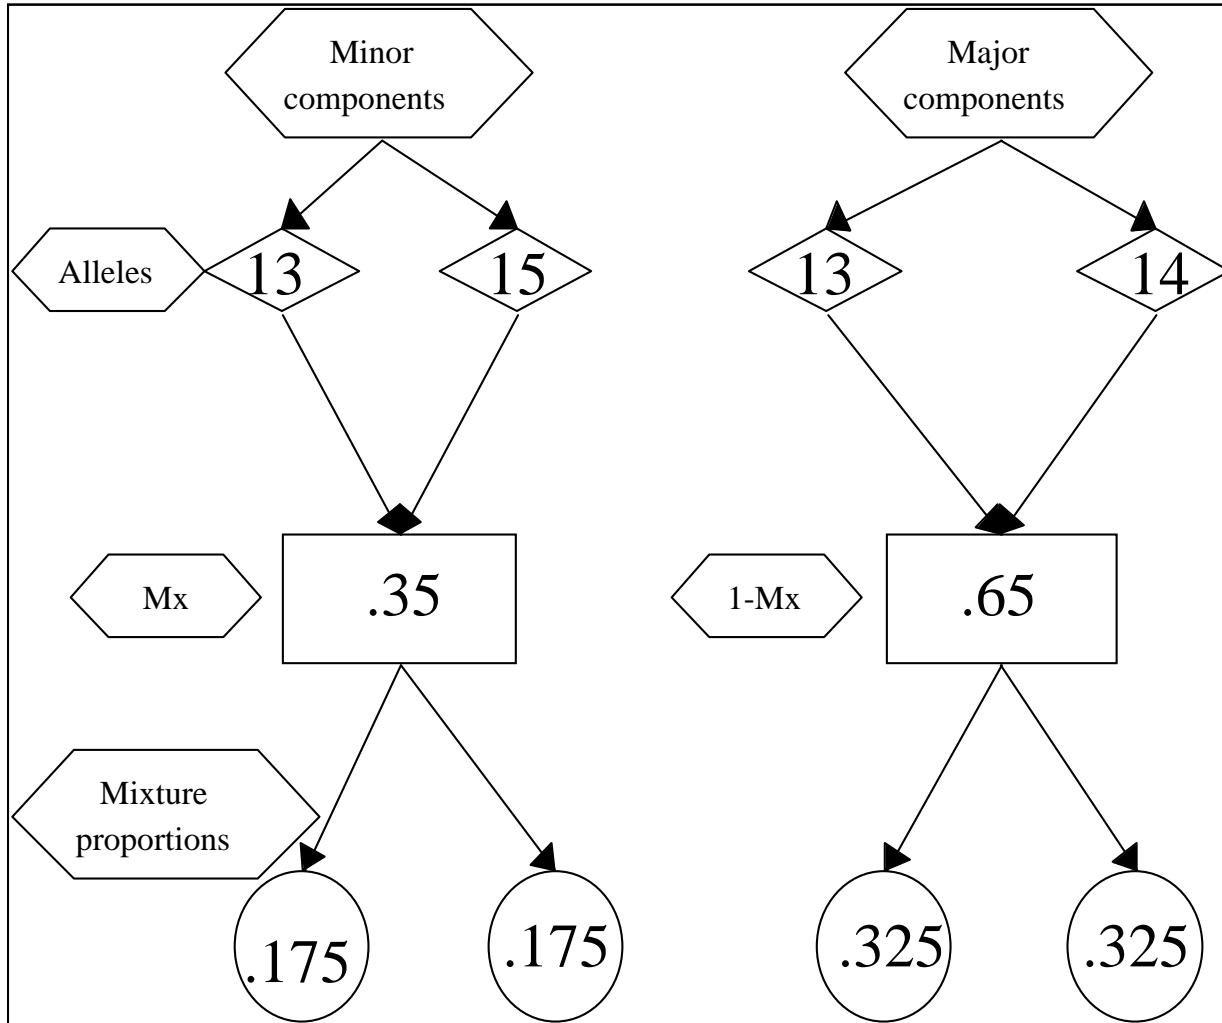 Minor
components
Major
components
Alleles
13
15
13
14
Mx
.35
1-Mx
.65
Mixture
proportions
.175
.175
.325
.325